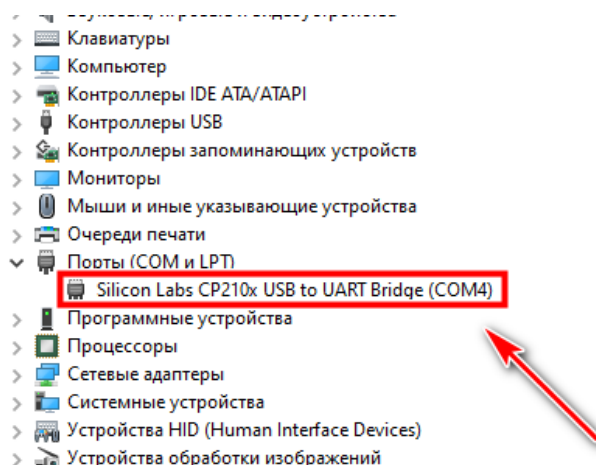 Клавиатуры
Компьютер
Контроллеры IDE ATA/ATAPI
Контроллеры USB
Контроллеры запоминающих устройств
Мониторы
Мыши и иные указывающие устройства
Очереди печати
Порты (COM и LPT)
Silicon Labs CP210x USB to UART Bridge (COM4)
Программные устройства
Процессоры
Сетевые адаптеры
Системные устройства
Устройства HID (Human Interface Devices)
Устройства обработки изображений